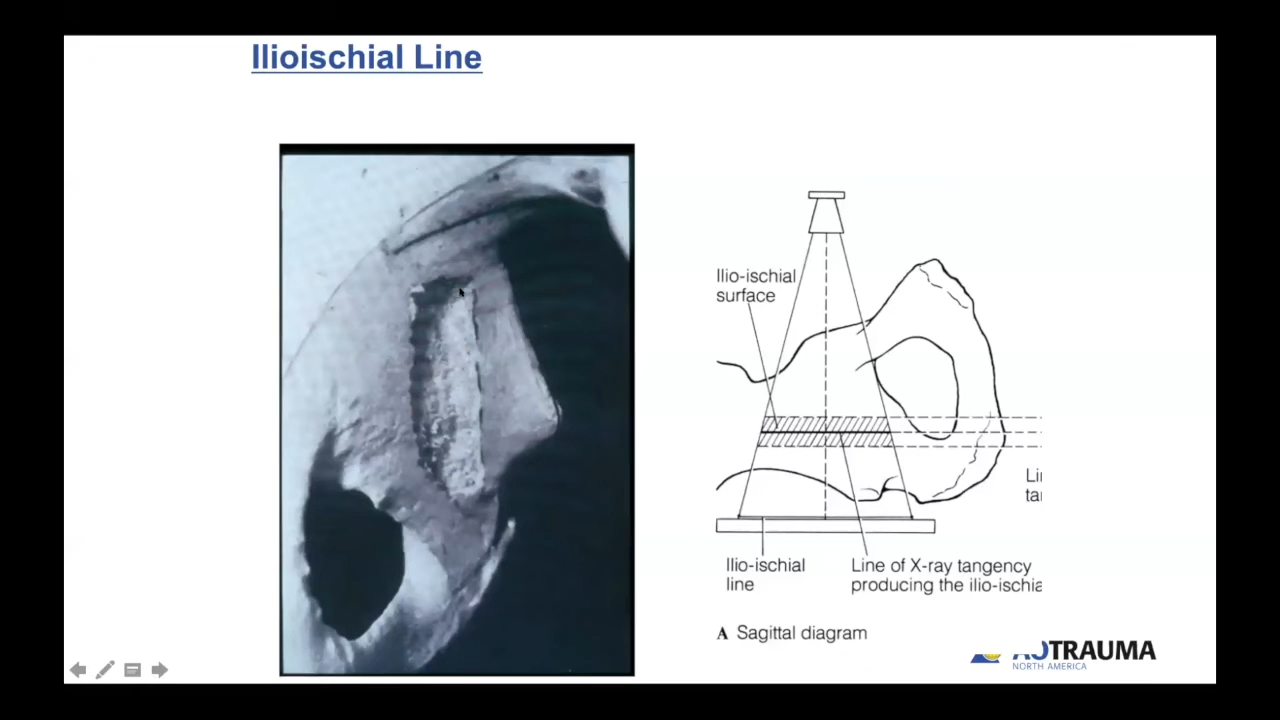 Ilioischial Line
Ilio-ischial
surface
Ilio-ischial
line
Line of X-ray tangency
producing the ilio-ischia
A Sagittal diagram
TRAUMA
NORTH AMERICA